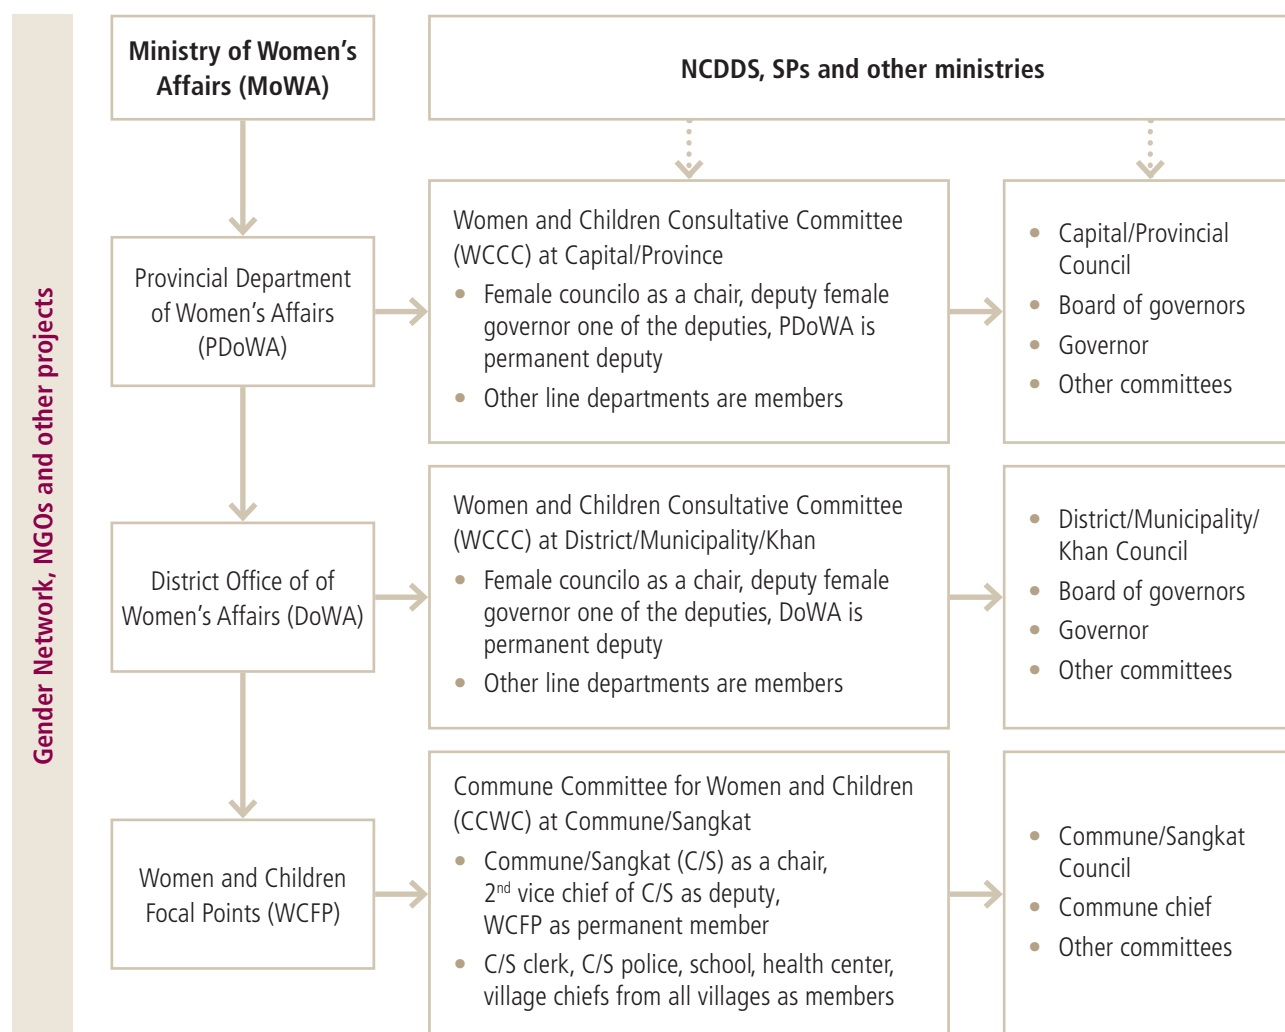 Gender Network, NGOs and other projects
Ministry of Women's
Affairs (MoWA)
NCDDS, SPs and other ministries
Provincial Department
of Women's Affairs
(PDoWA)
Women and Children Consultative Committee
(WCCC) at Capital/Province
• Female councilo as a chair, deputy female
governor one of the deputies, PDoWA is
permanent deputy
• Other line departments are members
• Capital/Provincial
Council
• Board of governors
• Governor
• Other committees
District Office of of
Women's Affairs (DoWA)
Women and Children Consultative Committee
(WCCC) at District/Municipality/Khan
• Female councilo as a chair, deputy female
governor one of the deputies, DoWA is
permanent deputy
• Other line departments are members
• District/Municipality/
Khan Council
• Board of governors
• Governor
• Other committees
Women and Children
Focal Points (WCFP)
Commune Committee for Women and Children
(CCWC) at Commune/Sangkat
• Commune/Sangkat (C/S) as a chair,
2nd vice chief of C/S as deputy,
WCFP as permanent member
• C/S clerk, C/S police, school, health center,
village chiefs from all villages as members
• Commune/Sangkat
Council
• Commune chief
• Other committees